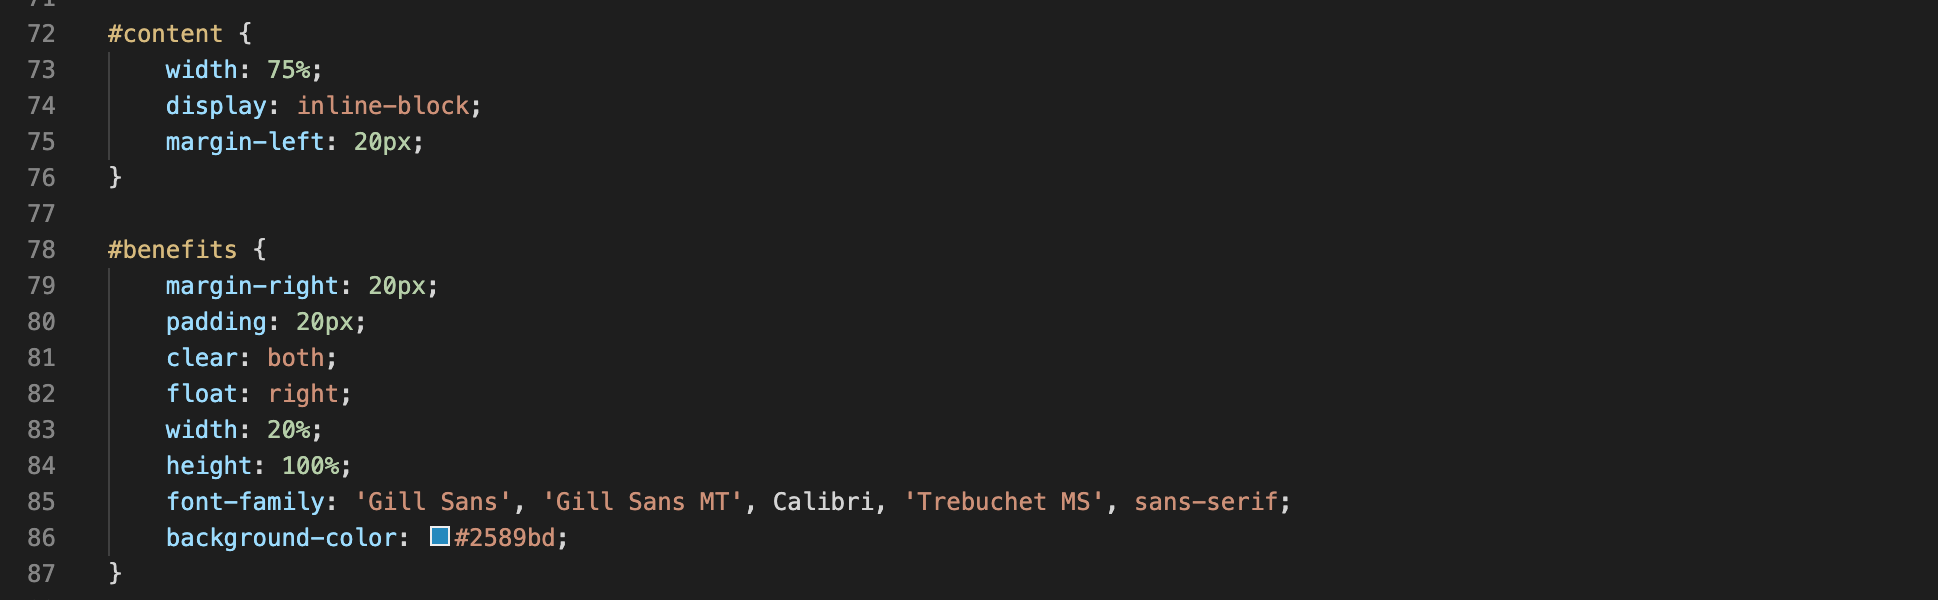 71
72 #content {
73 width: 75%;
74 display: inline-block;
75 margin-left: 20px;
76 }
77
78 #benefits {
79 margin-right: 20px;
80 padding: 20px;
81 clear: both;
82 float: right;
83 width: 20%;
84 height: 100%;
85 font-family: 'Gill Sans', 'Gill Sans MT', Calibri, 'Trebuchet MS', sans-serif;
86 background-color: #2589bd;
87 }